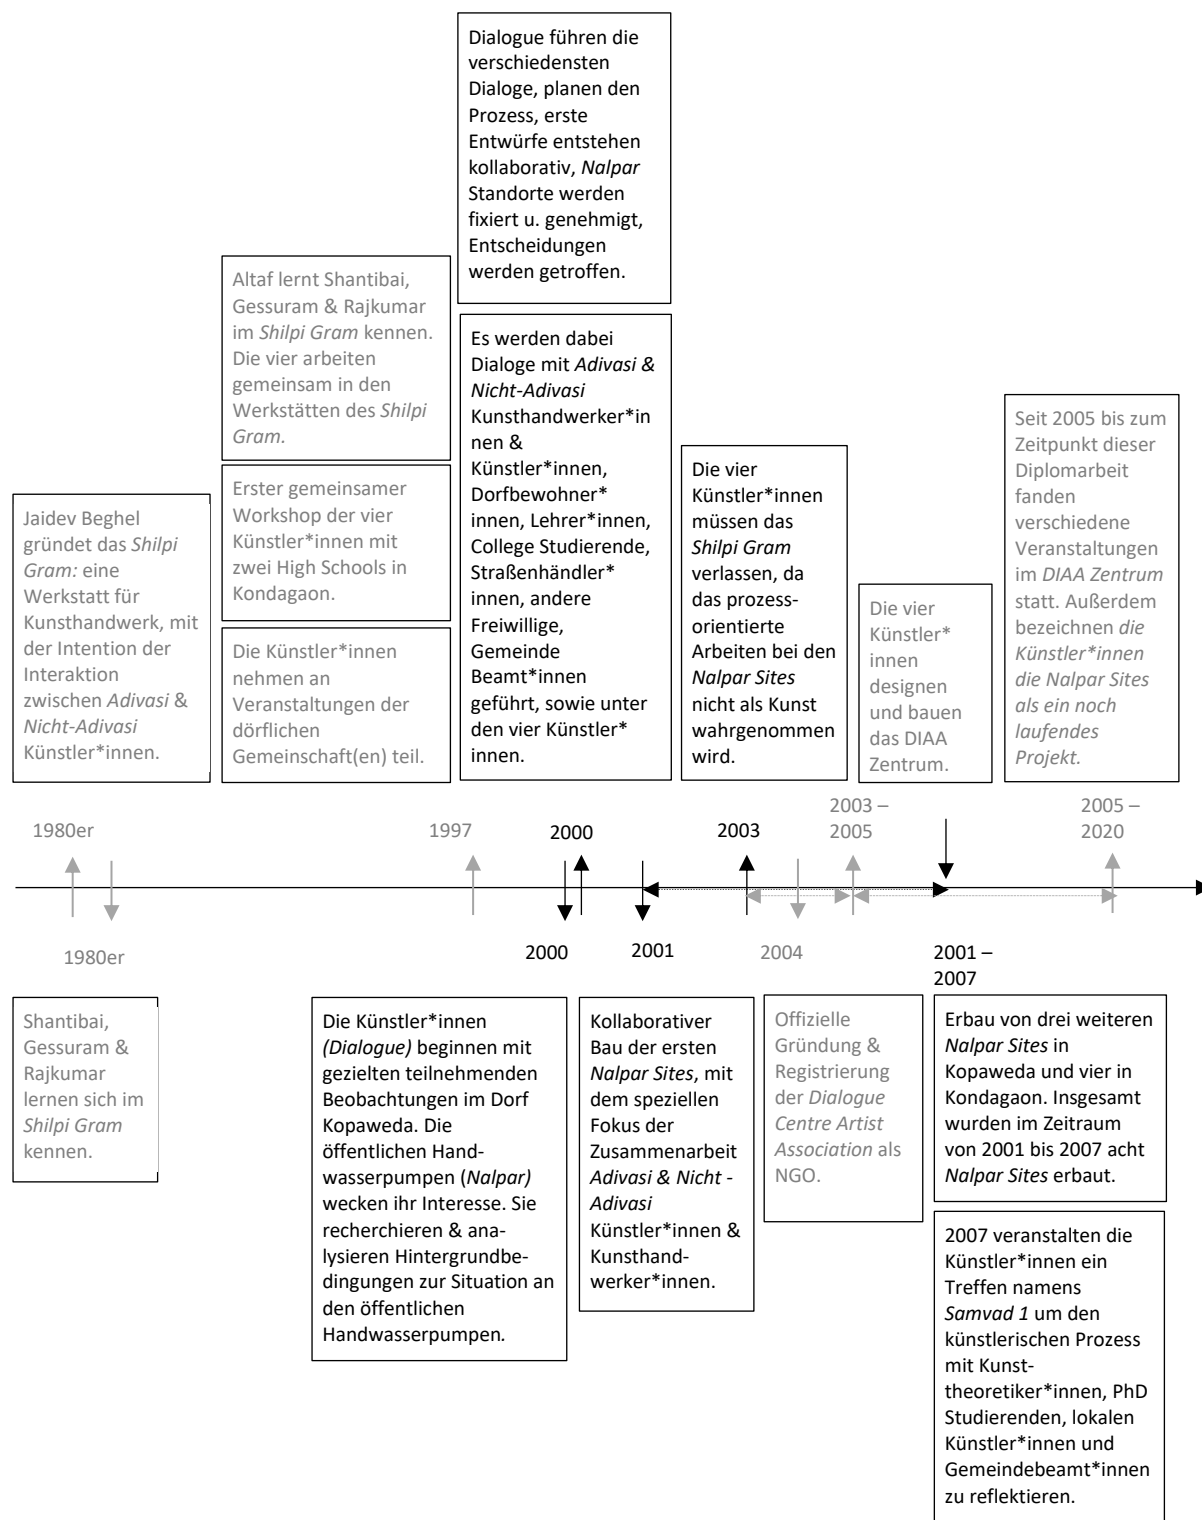 Dialogue führen die
verschiedensten
Dialoge, planen den
Prozess, erste
Entwürfe entstehen
kollaborativ, Nalpar
Standorte werden
fixiert u. genehmigt,
Entscheidungen
werden getroffen.
Altaf lernt Shantibai,
Gessuram & Rajkumar
im Shilpi Gram kennen.
Die vier arbeiten
gemeinsam in den
Werkstätten des Shilpi
Gram.
Es werden dabei
Dialoge mit Adivasi &
Nicht-Adivasi
Kunsthandwerker*in
nen &
Künstler*innen,
Dorfbewohner*
innen, Lehrer*innen,
College Studierende,
Straßenhändler*
innen, andere
Freiwillige,
Gemeinde
Beamt*innen
geführt, sowie unter
den vier Künstler*
innen.
Seit 2005 bis zum
Zeitpunkt dieser
Diplomarbeit
fanden
verschiedene
Veranstaltungen
im DIAA Zentrum
statt. Außerdem
bezeichnen die
Künstler*innen
die Nalpar Sites
als ein noch
laufendes
Projekt.
Die vier
Künstler*innen
müssen das
Shilpi Gram
verlassen, da
das prozess-
orientierte
Arbeiten bei den
Nalpar Sites
nicht als Kunst
wahrgenommen
wird.
Erster gemeinsamer
Workshop der vier
Künstler*innen mit
zwei High Schools in
Kondagaon.
Jaidev Beghel
gründet das Shilpi
Gram: eine
Werkstatt für
Kunsthandwerk, mit
der Intention der
Interaktion
zwischen Adivasi &
Nicht-Adivasi
Künstler*innen.
Die vier
Künstler*
innen
designen
und bauen
das DIAA
Zentrum.
Die Künstler*innen
nehmen an
Veranstaltungen der
dörflichen
Gemeinschaft(en) teil.
1980er
1997
2000
2003
2003 –
2005
2005 –
2020
1980er
2000
2001
2004
2001 –
2007
Shantibai,
Gessuram &
Rajkumar
lernen sich im
Shilpi Gram
kennen.
Die Künstler*innen
(Dialogue) beginnen mit
gezielten teilnehmenden
Beobachtungen im Dorf
Kopaweda. Die
öffentlichen Hand-
wasserpumpen (Nalpar)
wecken ihr Interesse. Sie
recherchieren & ana-
lysieren Hintergrundbe-
dingungen zur Situation an
den öffentlichen
Handwasserpumpen.
Kollaborativer
Bau der ersten
Nalpar Sites, mit
dem speziellen
Fokus der
Zusammenarbeit
Adivasi & Nicht -
Adivasi
Künstler*innen &
Kunsthand-
werker*innen.
Offizielle
Gründung &
Registrierung
der Dialogue
Centre Artist
Association als
NGO.
Erbau von drei weiteren
Nalpar Sites in
Kopaweda und vier in
Kondagaon. Insgesamt
wurden im Zeitraum
von 2001 bis 2007 acht
Nalpar Sites erbaut.
2007 veranstalten die
Künstler*innen ein
Treffen namens
Samvad 1 um den
künstlerischen Prozess
mit Kunst-
theoretiker*innen, PhD
Studierenden, lokalen
Künstler*innen und
Gemeindebeamt*innen
zu reflektieren.